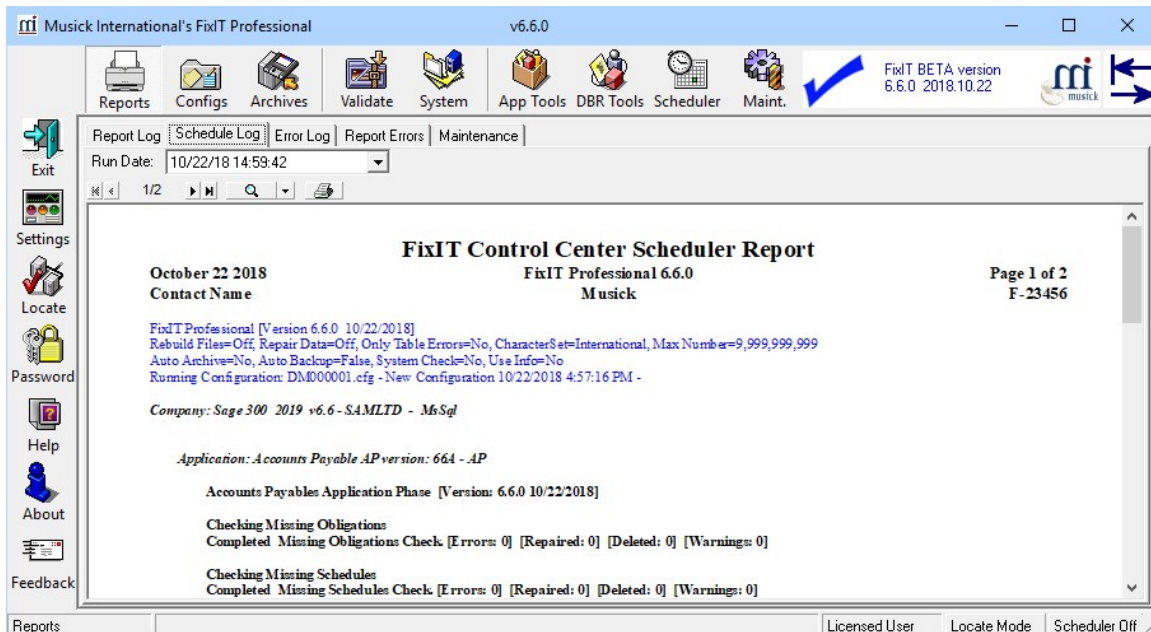 mi Musick International's FixIT Professional v6.6.0
Reports Configs Archives Validate System App Tools DBR Tools Scheduler Maint.
FixIT BETA version
6.6.0 2018.10.22
mi
musick
Exit
Settings
Locate
Password
Help
About
Feedback
Report Log Schedule Log Error Log Report Errors Maintenance
Run Date: 10/22/18 14:59:42
1/2
FixIT Control Center Scheduler Report
October 22 2018 FixIT Professional 6.6.0 Page 1 of 2
Contact Name Musick F-23456
FixIT Professional [Version 6.6.0 10/22/2018]
Rebuild Files=Off, Repair Data=Off, Only Table Errors=No, CharacterSet=International, Max Number=9,999,999,999
Auto Archive=No, Auto Backup=False, System Check=No, Use Info=No
Running Configuration: DM000001.cfg - New Configuration 10/22/2018 4:57:16 PM -
Company: Sage 300 2019 v6.6 - SAMLTD - MsSql
Application: Accounts Payable AP version: 66A - AP
Accounts Payables Application Phase [Version: 6.6.0 10/22/2018]
Checking Missing Obligations
Completed Missing Obligations Check [Errors: 0] [Repaired: 0] [Deleted: 0] [Warnings: 0]
Checking Missing Schedules
Completed Missing Schedules Check [Errors: 0] [Repaired: 0] [Deleted: 0] [Warnings: 0]
Reports Licensed User Locate Mode Scheduler Off